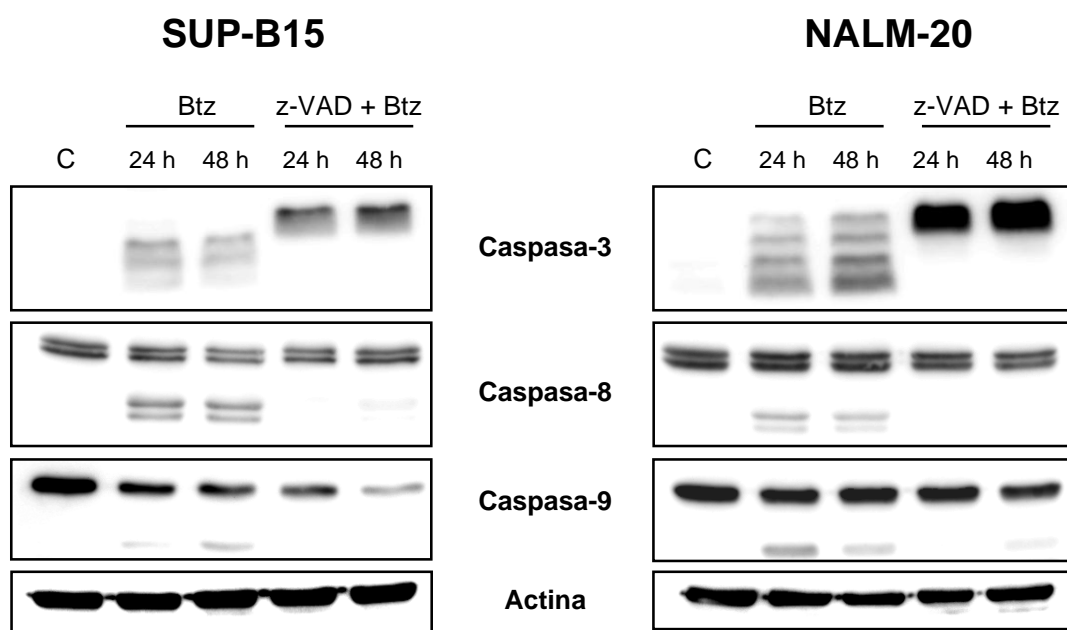 SUP-B15 NALM-20
Btz z-VAD + Btz Btz z-VAD + Btz
C 24 h 48 h 24 h 48 h C 24 h 48 h 24 h 48 h
Caspasa-3
Caspasa-8
Caspasa-9
Actina